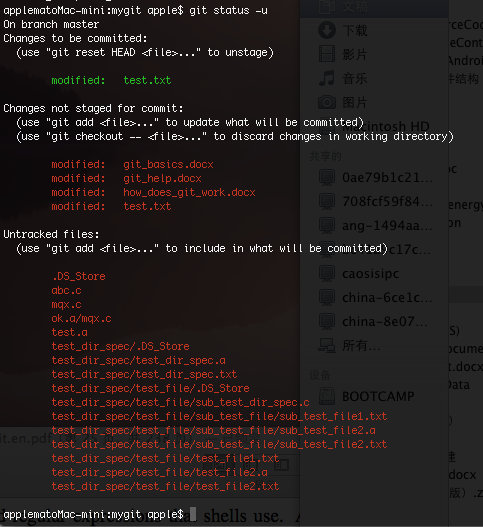 applematoMac-mini:mygit apple$ git status -u
On branch master
Changes to be committed:
(use "git reset HEAD <file>..." to unstage)
modified: test.txt
Changes not staged for commit:
(use "git add <file>..." to update what will be committed)
(use "git checkout -- <file>..." to discard changes in working directory)
modified: git_basics.docx
modified: git_help.docx
modified: how_does_git_work.docx
modified: test.txt
Untracked files:
(use "git add <file>..." to include in what will be committed)
.DS_Store
abc.c
mqx.c
ok.a/mqx.c
test.a
test_dir_spec/.DS_Store
test_dir_spec/test_dir_spec.a
test_dir_spec/test_dir_spec.txt
test_dir_spec/test_file/.DS_Store
test_dir_spec/test_file/sub_test_dir_spec.c
test_dir_spec/test_file/sub_test_file/sub_test_file1.txt
test_dir_spec/test_file/sub_test_file/sub_test_file2.a
test_dir_spec/test_file/sub_test_file/sub_test_file2.txt
test_dir_spec/test_file/test_file1.txt
test_dir_spec/test_file/test_file2.a
test_dir_spec/test_file/test_file2.txt
applematoMac-mini:mygit apple$
下载
影片
音乐
图片
Macintosh HD
共享的
0ae79b1c21...
708fcf59f84...
ang-1494aa...
caosisipc
china-6ce1c...
china-8e07...
所有...
设备
BOOTCAMP
shells use.